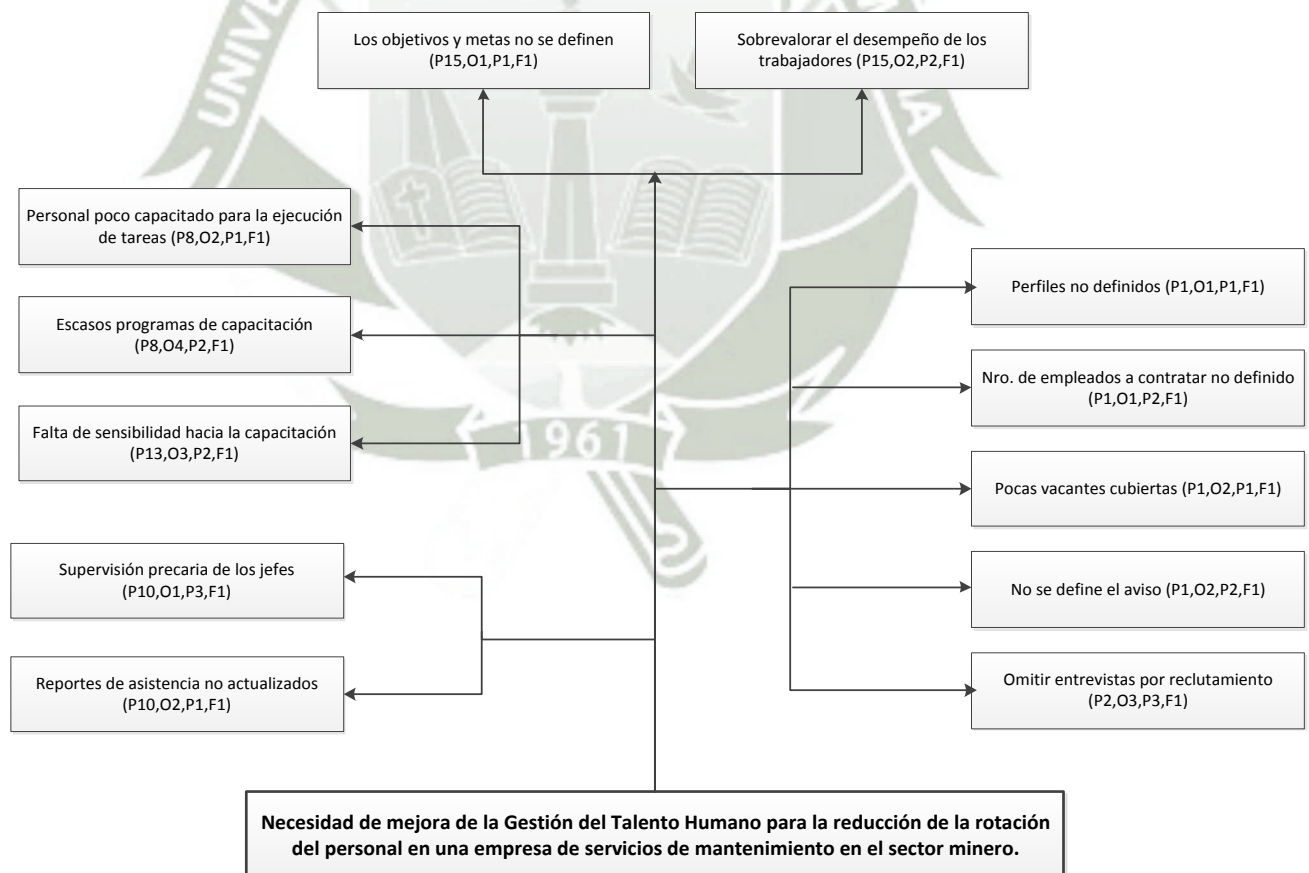 Los objetivos y metas no se definen
(P15,O1,P1,F1)
Sobrevalorar el desempeño de los
trabajadores (P15,O2,P2,F1)
Personal poco capacitado para la ejecución
de tareas (P8,O2,P1,F1)
Escasos programas de capacitación
(P8,O4,P2,F1)
Falta de sensibilidad hacia la capacitación
(P13,O3,P2,F1)
Supervisión precaria de los jefes
(P10,O1,P3,F1)
Reportes de asistencia no actualizados
(P10,O2,P1,F1)
Perfiles no definidos (P1,O1,P1,F1)
Nro. de empleados a contratar no definido
(P1,O1,P2,F1)
Pocas vacantes cubiertas (P1,O2,P1,F1)
No se define el aviso (P1,O2,P2,F1)
Omitir entrevistas por reclutamiento
(P2,O3,P3,F1)
Necesidad de mejora de la Gestión del Talento Humano para la reducción de la rotación
del personal en una empresa de servicios de mantenimiento en el sector minero.
1961